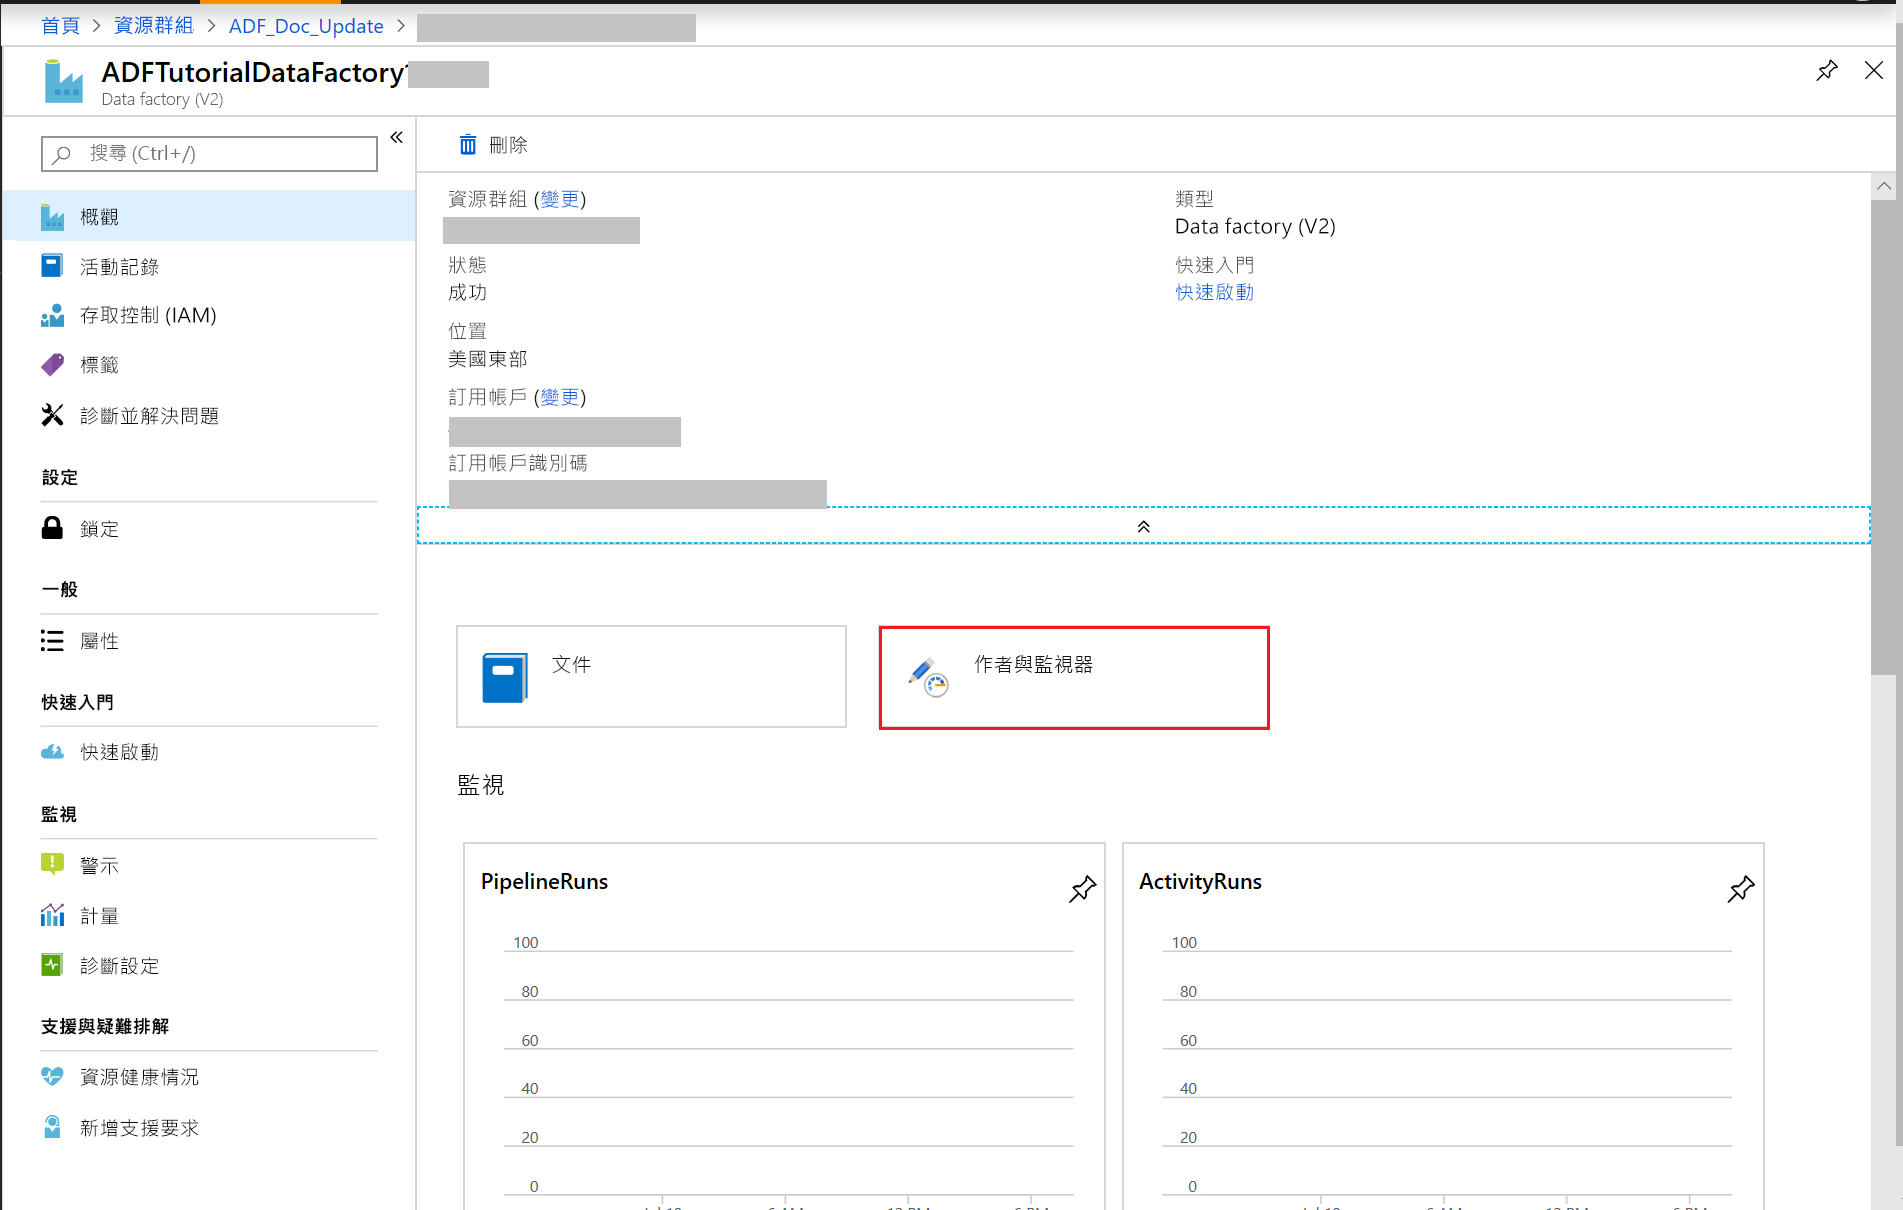 首頁 > 資源群組 > ADF_Doc_Update >
ADFTutorialDataFactory
Data factory (V2)
搜尋 (Ctrl+/)
«
概觀
活動記錄
存取控制 (IAM)
標籤
診斷並解決問題
設定
鎖定
一般
屬性
快速入門
快速啟動
監視
警示
計量
診斷設定
支援與疑難排解
資源健康情況
新增支援要求
刪除
資源群組 (變更)
狀態
成功
位置
美國東部
訂用帳戶 (變更)
訂用帳戶識別碼
類型
Data factory (V2)
快速入門
快速啟動
文件
作者與監視器
監視
PipelineRuns
100
80
60
40
20
0
ActivityRuns
100
80
60
40
20
0